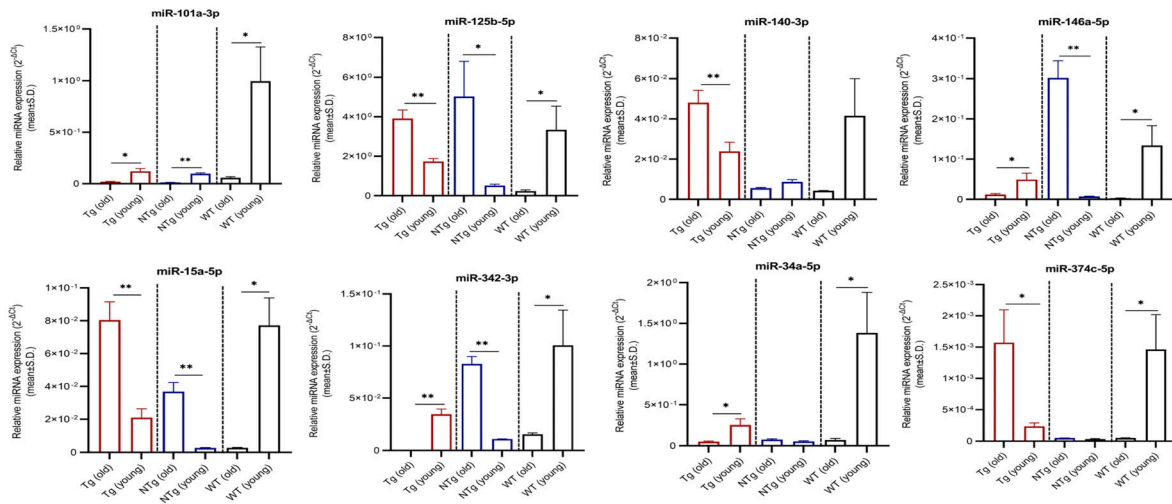 miR-101a-3p
Relative miRNA expression (2^-ΔCt)
(mean±S.D.)
1.5×10⁰
1×10⁰
5×10⁻¹
0
*
**
*
Tg (old)
Tg (young)
NTg (old)
NTg (young)
WT (old)
WT (young)
miR-125b-5p
Relative miRNA expression (2^-ΔCt)
(mean±S.D.)
8×10⁰
6×10⁰
4×10⁰
2×10⁰
0
**
*
*
Tg (old)
Tg (young)
NTg (old)
NTg (young)
WT (old)
WT (young)
miR-140-3p
Relative miRNA expression (2^-ΔCt)
(mean±S.D.)
8×10⁻²
6×10⁻²
4×10⁻²
2×10⁻²
0
**
Tg (old)
Tg (young)
NTg (old)
NTg (young)
WT (old)
WT (young)
miR-146a-5p
Relative miRNA expression (2^-ΔCt)
(mean±S.D.)
4×10⁻¹
3×10⁻¹
2×10⁻¹
1×10⁻¹
0
*
**
*
Tg (old)
Tg (young)
NTg (old)
NTg (young)
WT (old)
WT (young)
miR-15a-5p
Relative miRNA expression (2^-ΔCt)
(mean±S.D.)
1×10⁻¹
8×10⁻²
6×10⁻²
4×10⁻²
2×10⁻²
0
**
**
*
Tg (old)
Tg (young)
NTg (old)
NTg (young)
WT (old)
WT (young)
miR-342-3p
Relative miRNA expression (2^-ΔCt)
(mean±S.D.)
1.5×10⁻¹
1×10⁻¹
5×10⁻²
0
**
**
*
Tg (old)
Tg (young)
NTg (old)
NTg (young)
WT (old)
WT (young)
miR-34a-5p
Relative miRNA expression (2^-ΔCt)
(mean±S.D.)
2×10⁰
1.5×10⁰
1×10⁰
5×10⁻¹
0
*
*
Tg (old)
Tg (young)
NTg (old)
NTg (young)
WT (old)
WT (young)
miR-374c-5p
Relative miRNA expression (2^-ΔCt)
(mean±S.D.)
2.5×10⁻³
2×10⁻³
1.5×10⁻³
1×10⁻³
5×10⁻⁴
0
*
*
Tg (old)
Tg (young)
NTg (old)
NTg (young)
WT (old)
WT (young)